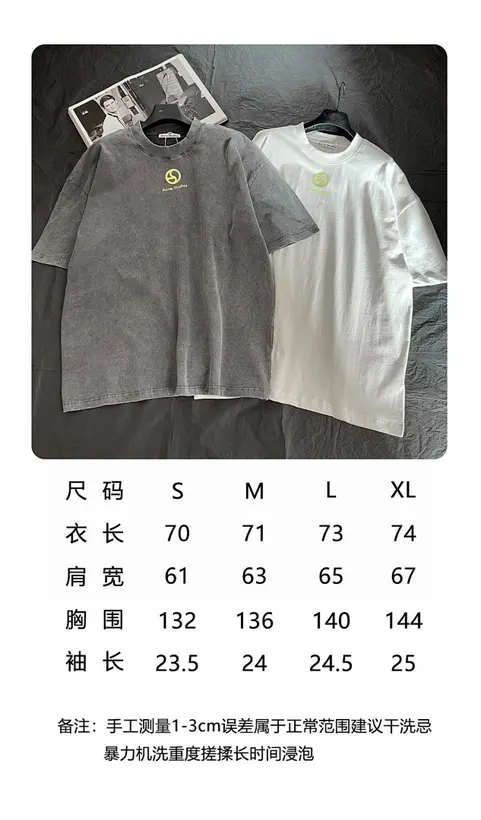 Acne Studios
尺 码 S M L XL
衣 长 70 71 73 74
肩 宽 61 63 65 67
胸 围 132 136 140 144
袖 长 23.5 24 24.5 25
备注：手工测量1-3cm误差属于正常范围建议干洗忌
暴力机洗重度搓揉长时间浸泡